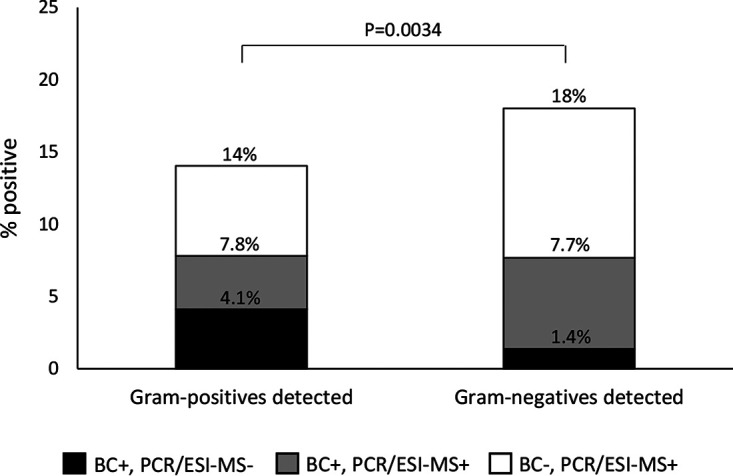 25
P=0.0034
20
18%
15
14%
% positive
10
7.8%
7.7%
5
4.1%
1.4%
0
Gram-positives detected
Gram-negatives detected
BC+, PCR/ESI-MS-
BC+, PCR/ESI-MS+
BC-, PCR/ESI-MS+